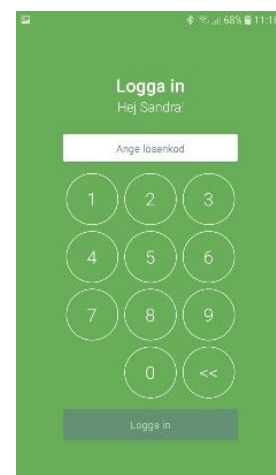 68% 11:18
Logga in
Hej Sandra!
Ange lösenkod
1 2 3
4 5 6
7 8 9
0 <<
Logga in